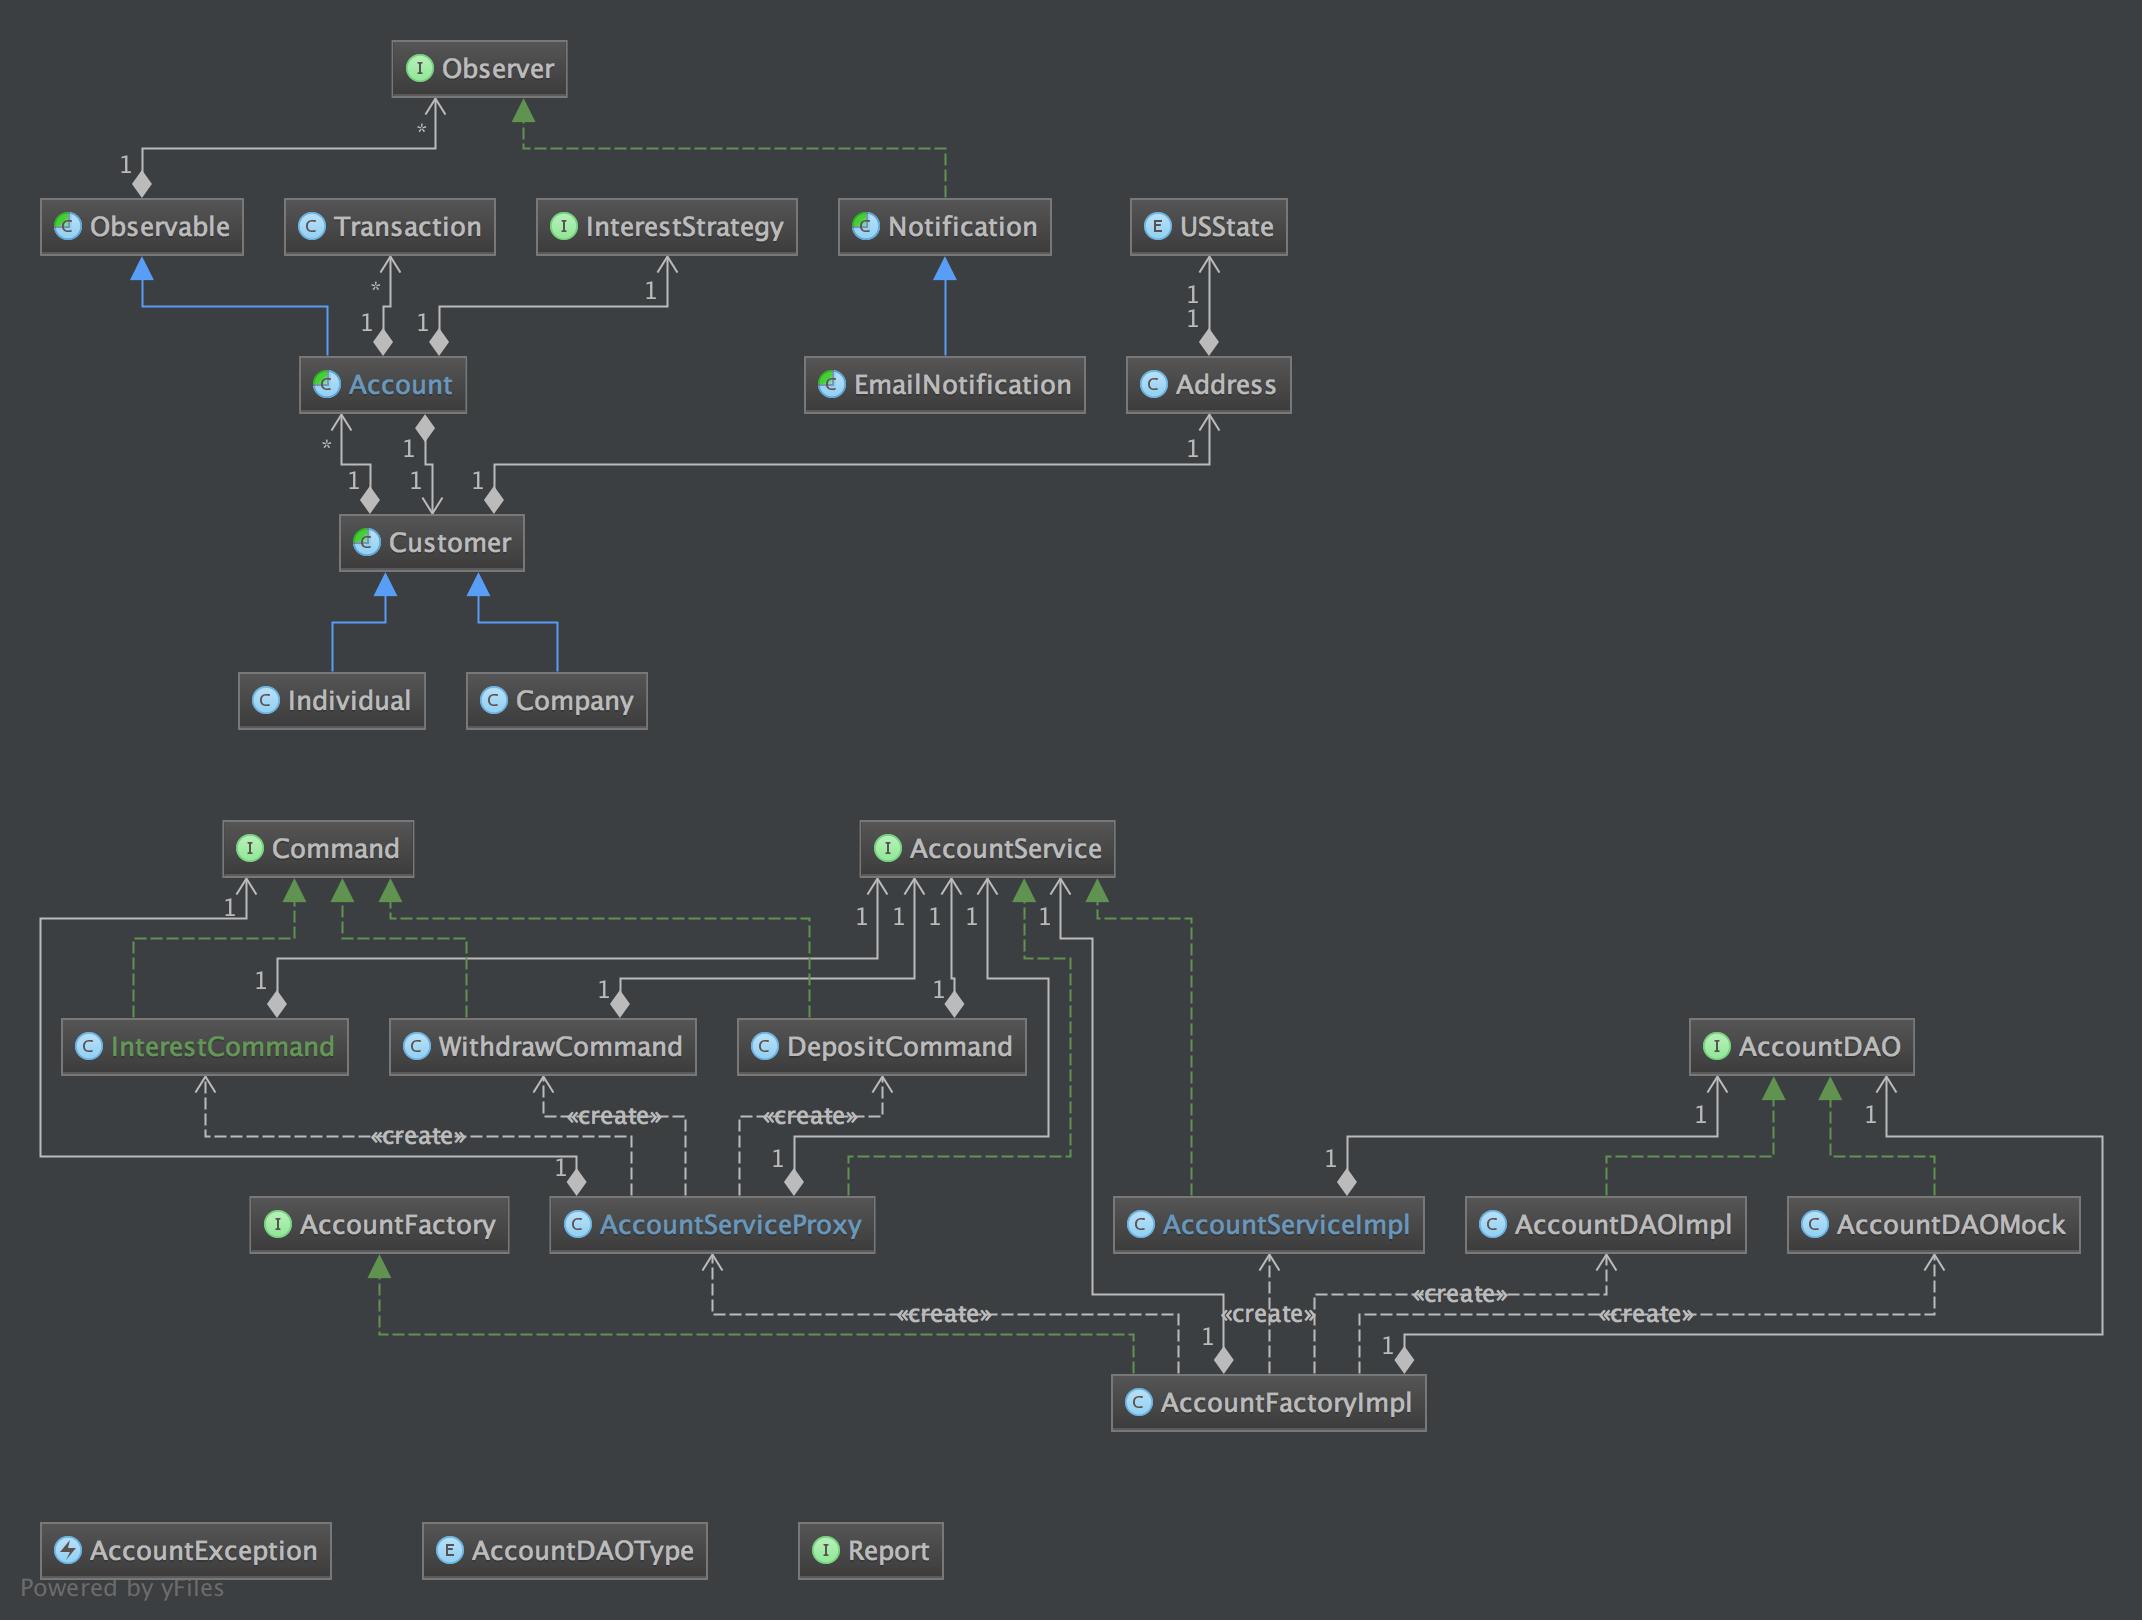 I Observer
*
1
C Observable
C Transaction
I InterestStrategy
C Notification
E USState
* 1 1
1 1 1
C Account
C EmailNotification
C Address
* 1 1
1 1 1
C Customer
C Individual
C Company
I Command
I AccountService
1 1 1 1 1 1
1 1 1
C InterestCommand
C WithdrawCommand
C DepositCommand
I AccountDAO
«create» «create» 1 1
«create»
1 1 1
I AccountFactory
C AccountServiceProxy
C AccountServiceImpl
C AccountDAOImpl
C AccountDAOMock
«create»
«create» «create» «create»
1 1
C AccountFactoryImpl
AccountException
E AccountDAOType
I Report
Powered by yFiles